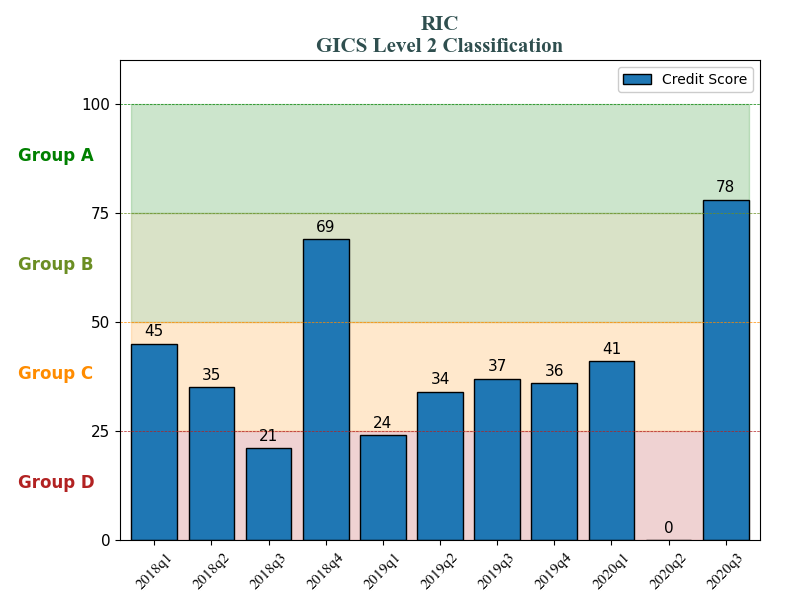 RIC
GICS Level 2 Classification
Credit Score
100
Group A
78
75
69
Group B
50
45
41
37
36
35
34
Group C
25
24
21
Group D
0
0
2018q1 2018q2 2018q3 2018q4 2019q1 2019q2 2019q3 2019q4 2020q1 2020q2 2020q3